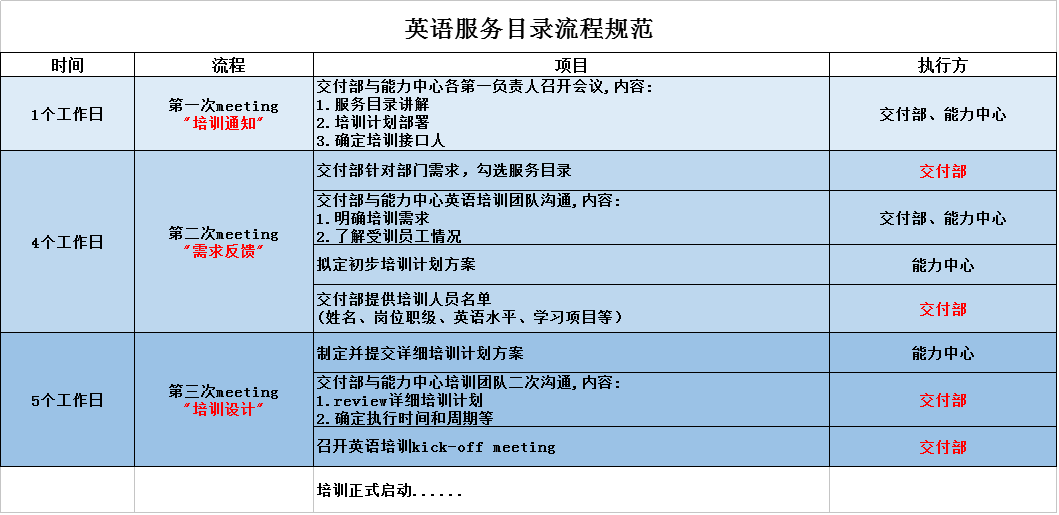 英语服务目录流程规范
时间 流程 项目 执行方
1个工作日
第一次meeting
"培训通知"
交付部与能力中心各第一负责人召开会议,内容:
1.服务目录讲解
2.培训计划部署
3.确定培训接口人
交付部、能力中心
4个工作日
第二次meeting
"需求反馈"
交付部针对部门需求，勾选服务目录
交付部
交付部与能力中心英语培训团队沟通,内容:
1.明确培训需求
2.了解受训员工情况
交付部、能力中心
拟定初步培训计划方案
能力中心
交付部提供培训人员名单
(姓名、岗位职级、英语水平、学习项目等）
交付部
5个工作日
第三次meeting
"培训设计"
制定并提交详细培训计划方案
能力中心
交付部与能力中心培训团队二次沟通,内容:
1.review详细培训计划
2.确定执行时间和周期等
交付部
召开英语培训kick-off meeting
交付部
培训正式启动......